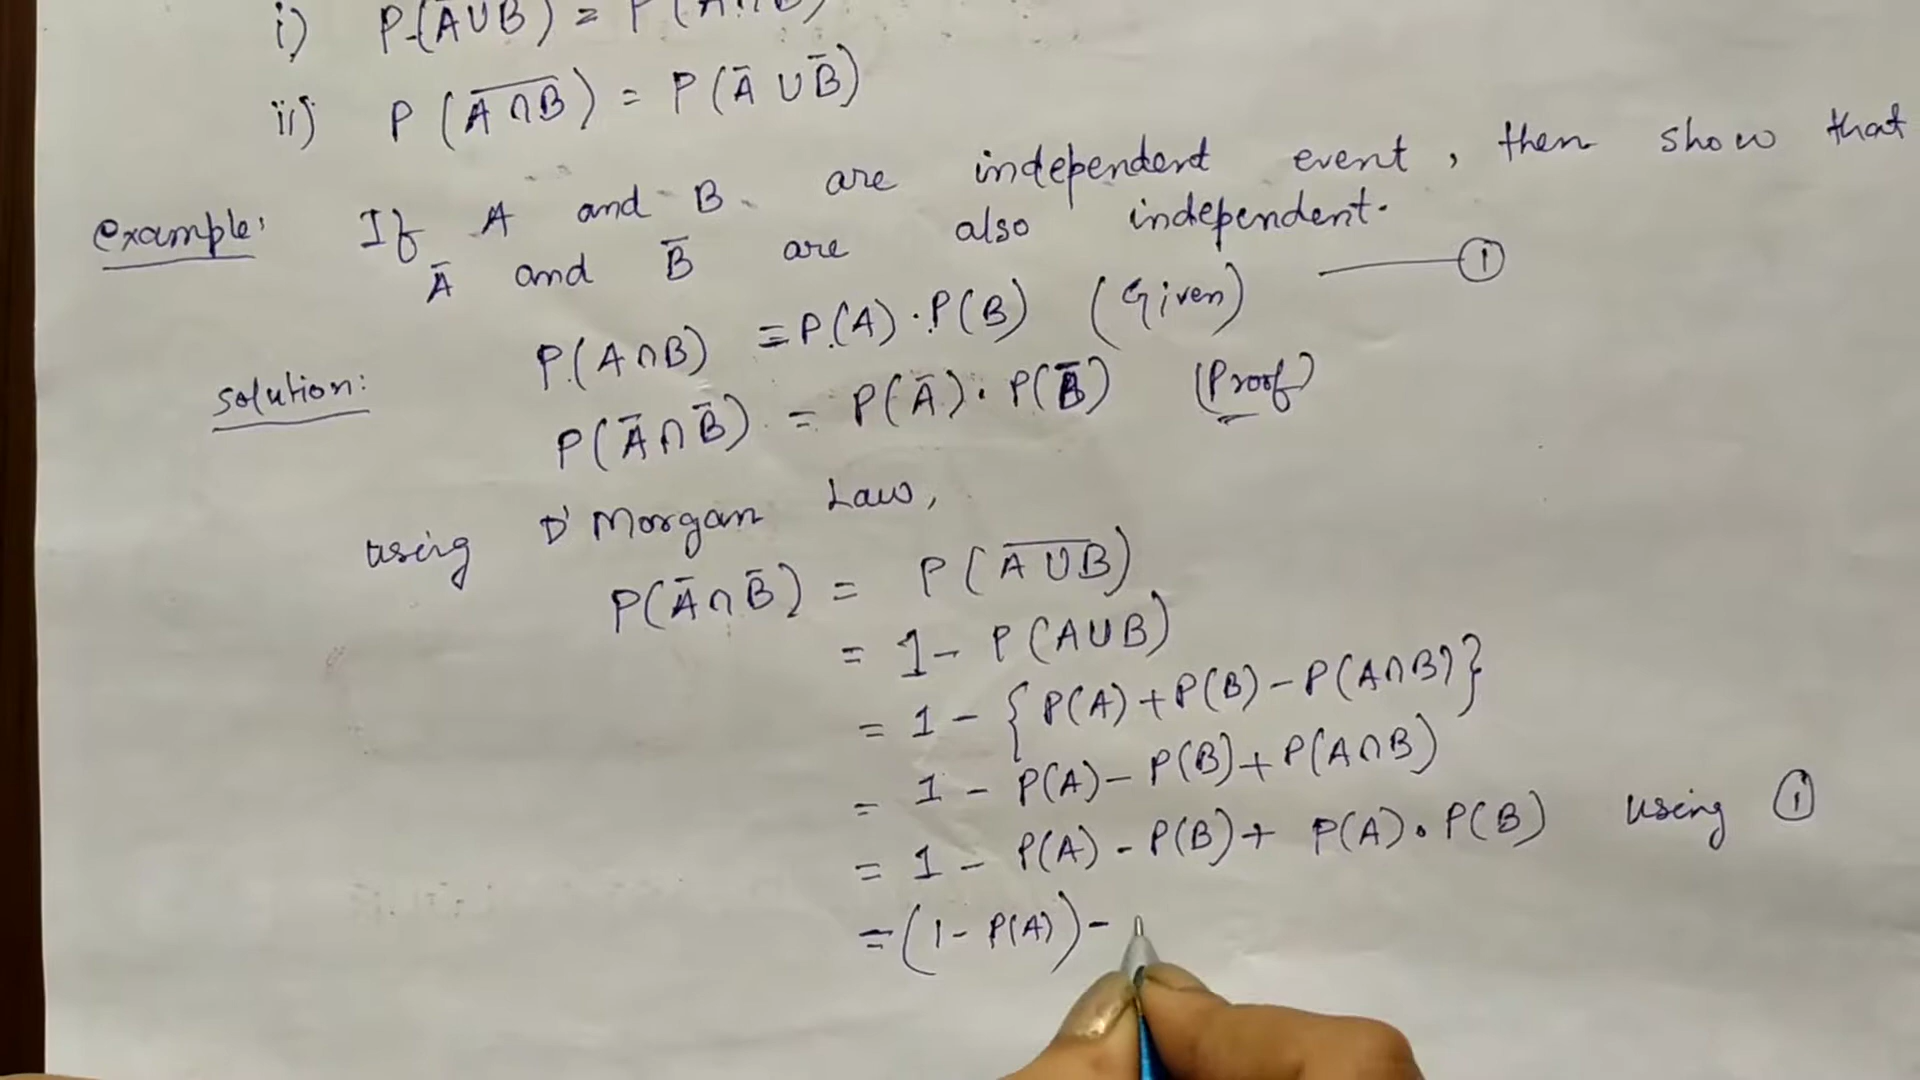 i) P(A̅U̅B̅) = P(A̅∩B̅)
ii) P(A̅∩̅B̅) = P(A̅ ∪ B̅)
example: If A and B are independent event, then show that
A̅ and B̅ are also independent.
solution: P(A∩B) = P(A)·P(B) (Given) —— ①
P(A̅∩B̅) = P(A̅)·P(B̅) (Proof)
using D'Morgan Law,
P(A̅∩B̅) = P(A̅∪̅B̅)
= 1- P(A∪B)
= 1 - {P(A)+P(B)-P(A∩B)}
= 1 - P(A)- P(B)+P(A∩B)
= 1 - P(A) - P(B)+ P(A)·P(B) using ①
= (1- P(A)) -